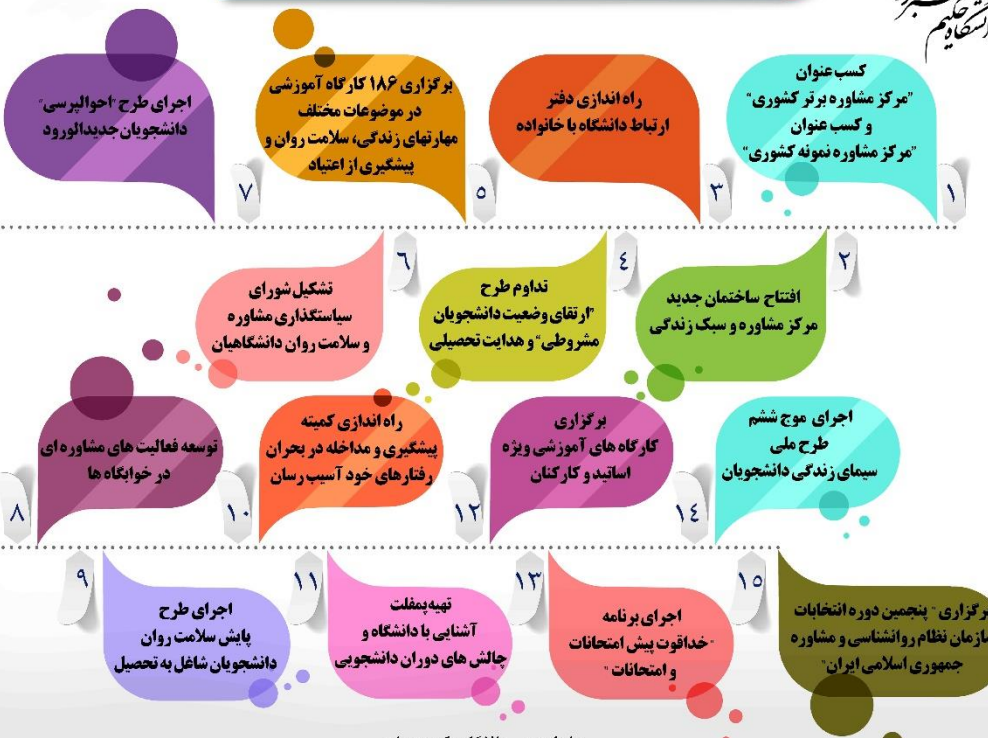 دانشگاه حکیم
کسب عنوان
"مرکز مشاوره برتر کشوری"
و کسب عنوان
"مرکز مشاوره نمونه کشوری"
۱
افتتاح ساختمان جدید
مرکز مشاوره و سبک زندگی
۲
راه اندازی دفتر
ارتباط دانشگاه با خانواده
۳
تداوم طرح
"ارتقای وضعیت دانشجویان
مشروطی" و هدایت تحصیلی
٤
برگزاری ۱۸۶ کارگاه آموزشی
در موضوعات مختلف
مهارتهای زندگی، سلامت روان و
پیشگیری از اعتیاد
۵
تشکیل شورای
سیاستگذاری مشاوره
و سلامت روان دانشگاهیان
٦
اجرای طرح "احوالپرسی"
دانشجویان جدیدالورود
۷
توسعه فعالیت های مشاوره ای
در خوابگاه ها
۸
اجرای طرح
پایش سلامت روان
دانشجویان شاغل به تحصیل
۹
راه اندازی کمیته
پیشگیری و مداخله در بحران
رفتارهای خود آسیب رسان
۱۰
تهیه پمفلت
آشنایی با دانشگاه و
چالش های دوران دانشجویی
۱۱
برگزاری
کارگاه های آموزشی ویژه
اساتید و کارکنان
۱۲
اجرای برنامه
"خداقوت پیش امتحانات
و امتحانات"
۱۳
اجرای موج ششم
طرح ملی
سیمای زندگی دانشجویان
۱٤
برگزاری "پنجمین دوره انتخابات
سازمان نظام روانشناسی و مشاوره
جمهوری اسلامی ایران"
۱۵